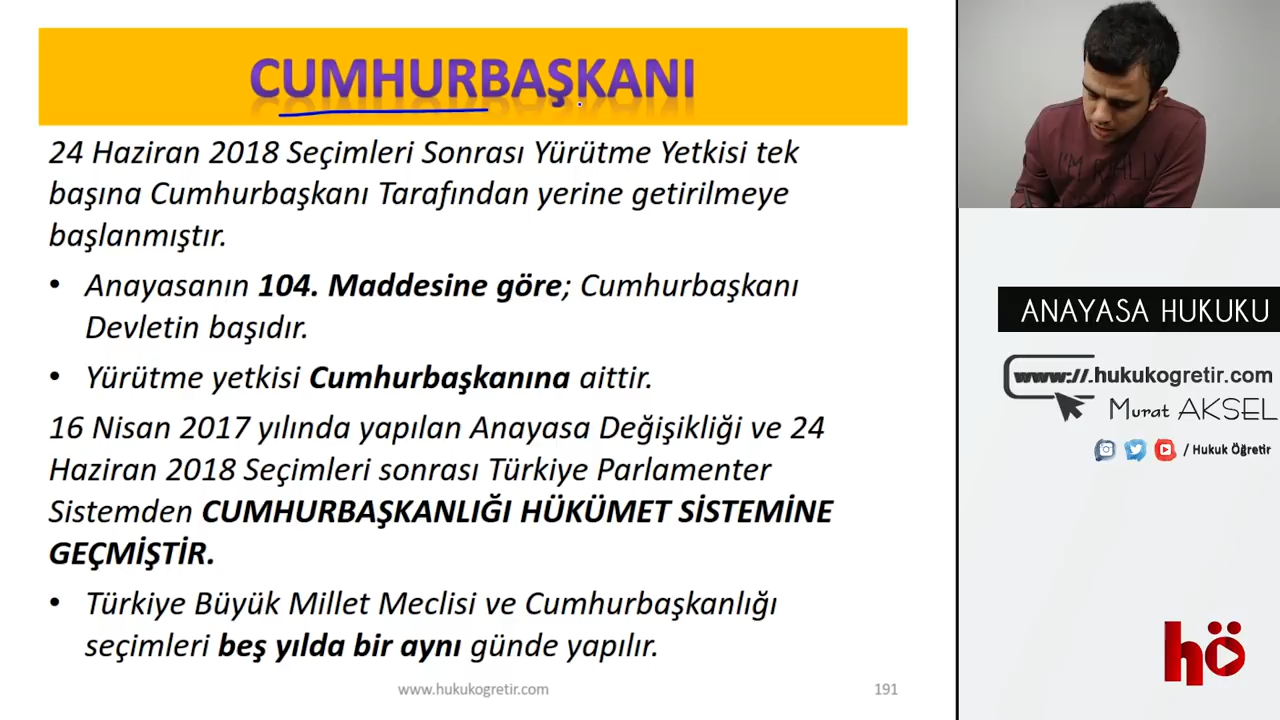 CUMHURBAŞKANI
24 Haziran 2018 Seçimleri Sonrası Yürütme Yetkisi tek
başına Cumhurbaşkanı Tarafından yerine getirilmeye
başlanmıştır.
• Anayasanın 104. Maddesine göre; Cumhurbaşkanı
Devletin başıdır.
• Yürütme yetkisi Cumhurbaşkanına aittir.
16 Nisan 2017 yılında yapılan Anayasa Değişikliği ve 24
Haziran 2018 Seçimleri sonrası Türkiye Parlamenter
Sistemden CUMHURBAŞKANLIĞI HÜKÜMET SİSTEMİNE
GEÇMİŞTİR.
• Türkiye Büyük Millet Meclisi ve Cumhurbaşkanlığı
seçimleri beş yılda bir aynı günde yapılır.
www.hukukogretir.com
191
I'M REALLY
ANAYASA HUKUKU
www://.hukukogretir.com
Murat AKSEL
/ Hukuk Öğretir
hö